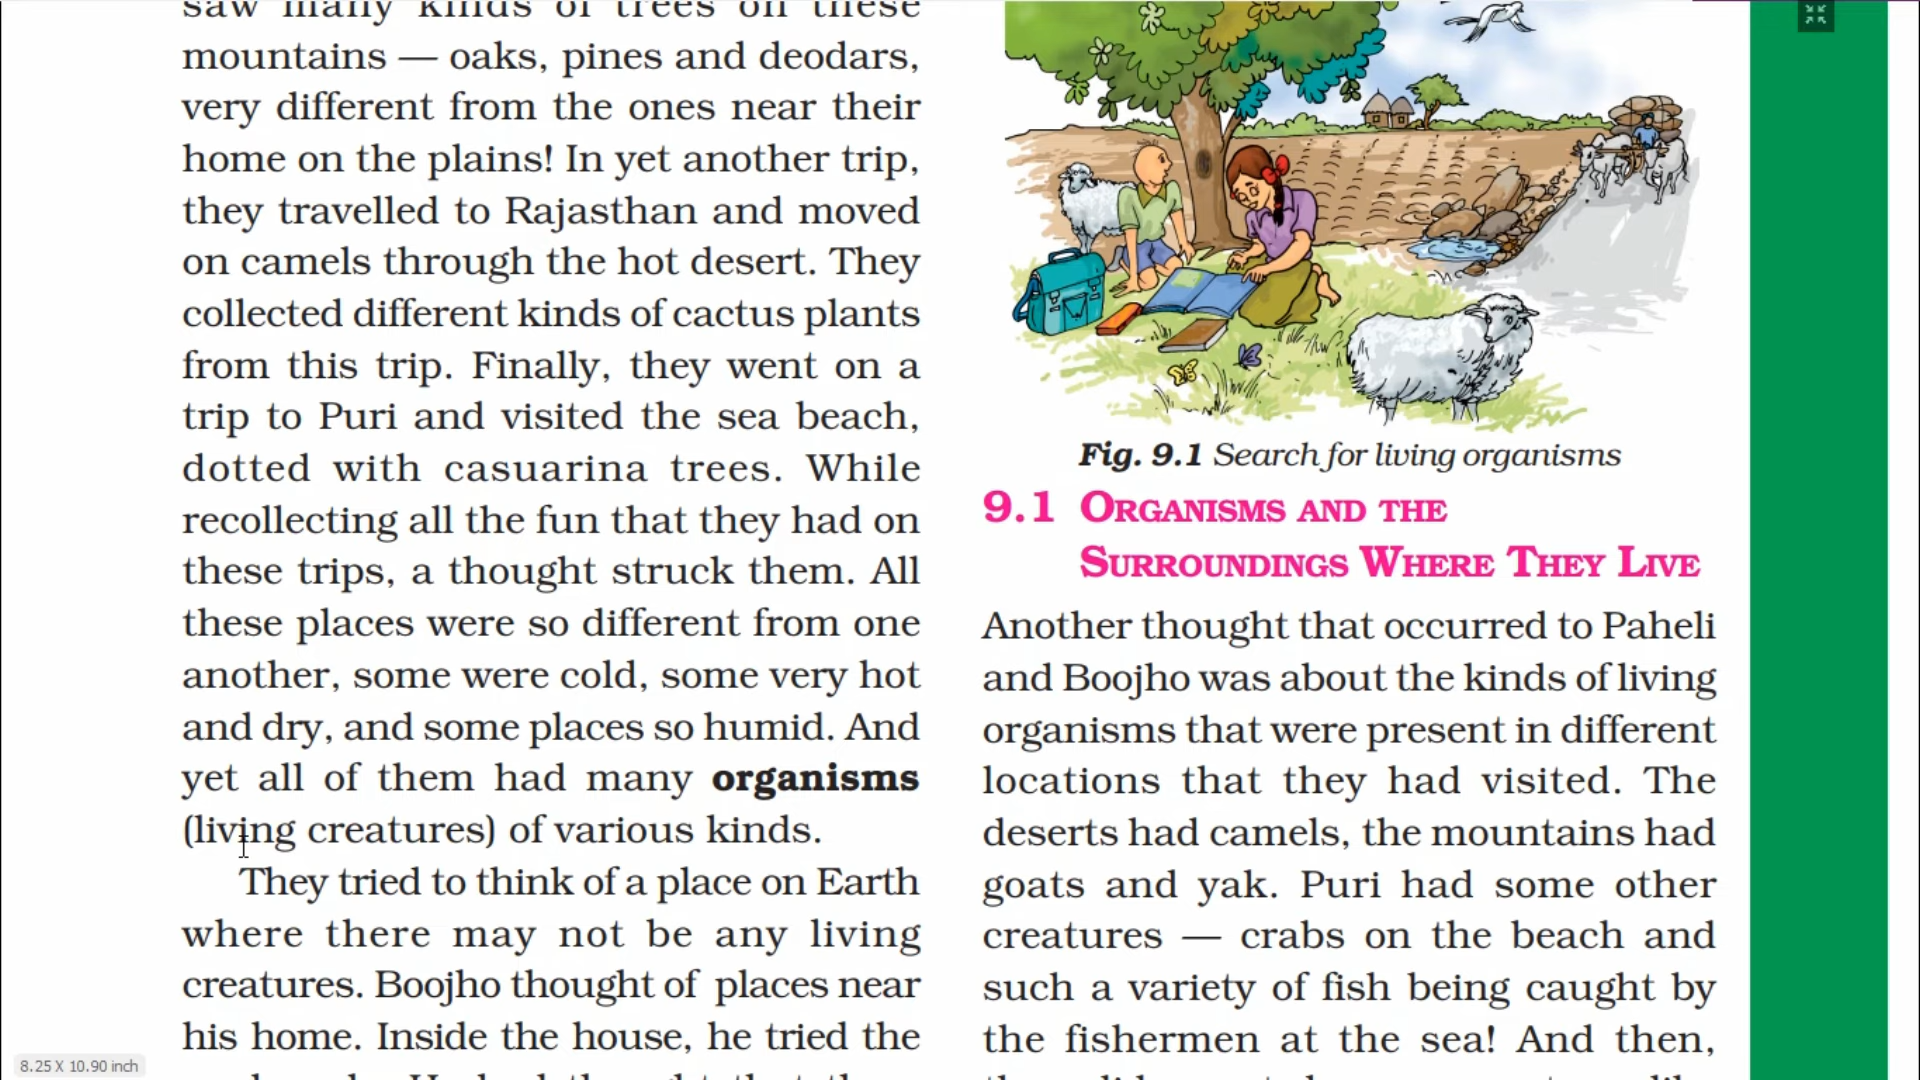 saw many kinds of trees on these
mountains — oaks, pines and deodars,
very different from the ones near their
home on the plains! In yet another trip,
they travelled to Rajasthan and moved
on camels through the hot desert. They
collected different kinds of cactus plants
from this trip. Finally, they went on a
trip to Puri and visited the sea beach,
dotted with casuarina trees. While
recollecting all the fun that they had on
these trips, a thought struck them. All
these places were so different from one
another, some were cold, some very hot
and dry, and some places so humid. And
yet all of them had many organisms
(living creatures) of various kinds.
They tried to think of a place on Earth
where there may not be any living
creatures. Boojho thought of places near
his home. Inside the house, he tried the
Fig. 9.1 Search for living organisms
9.1 ORGANISMS AND THE
SURROUNDINGS WHERE THEY LIVE
Another thought that occurred to Paheli
and Boojho was about the kinds of living
organisms that were present in different
locations that they had visited. The
deserts had camels, the mountains had
goats and yak. Puri had some other
creatures — crabs on the beach and
such a variety of fish being caught by
the fishermen at the sea! And then,
8.25 X 10.90 inch